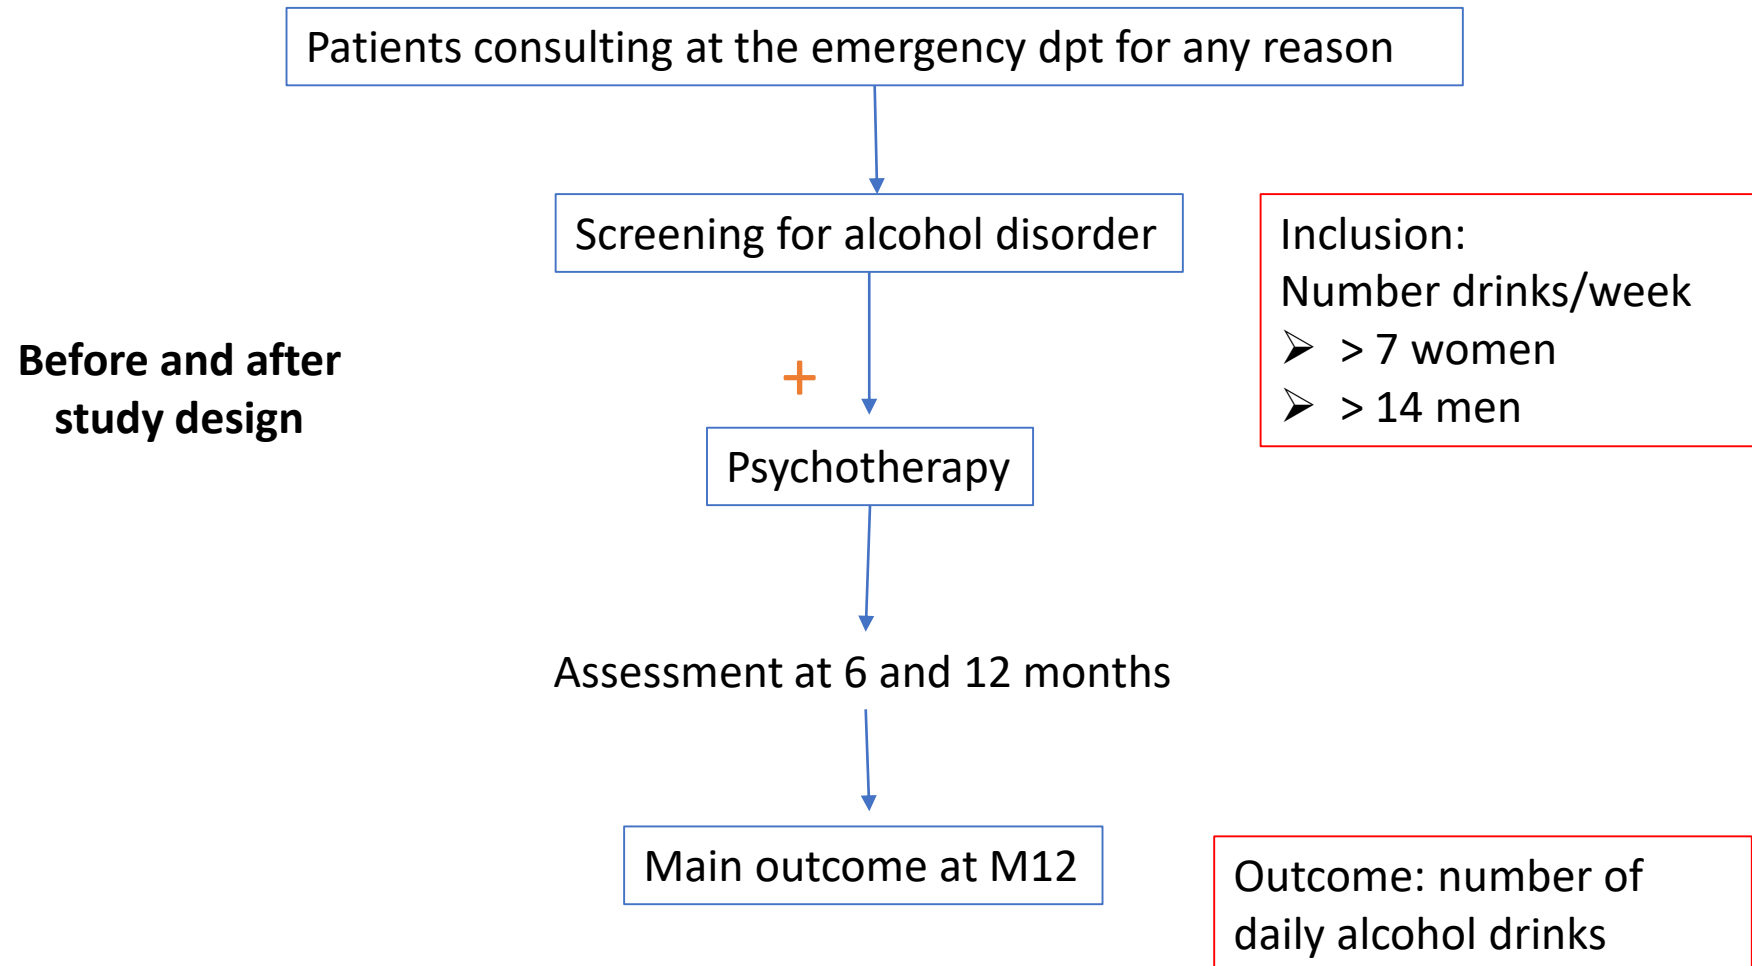 Patients consulting at the emergency dpt for any reason
Screening for alcohol disorder
Inclusion:
Number drinks/week
➢ > 7 women
➢ > 14 men
Before and after
study design
+
Psychotherapy
Assessment at 6 and 12 months
Main outcome at M12
Outcome: number of
daily alcohol drinks